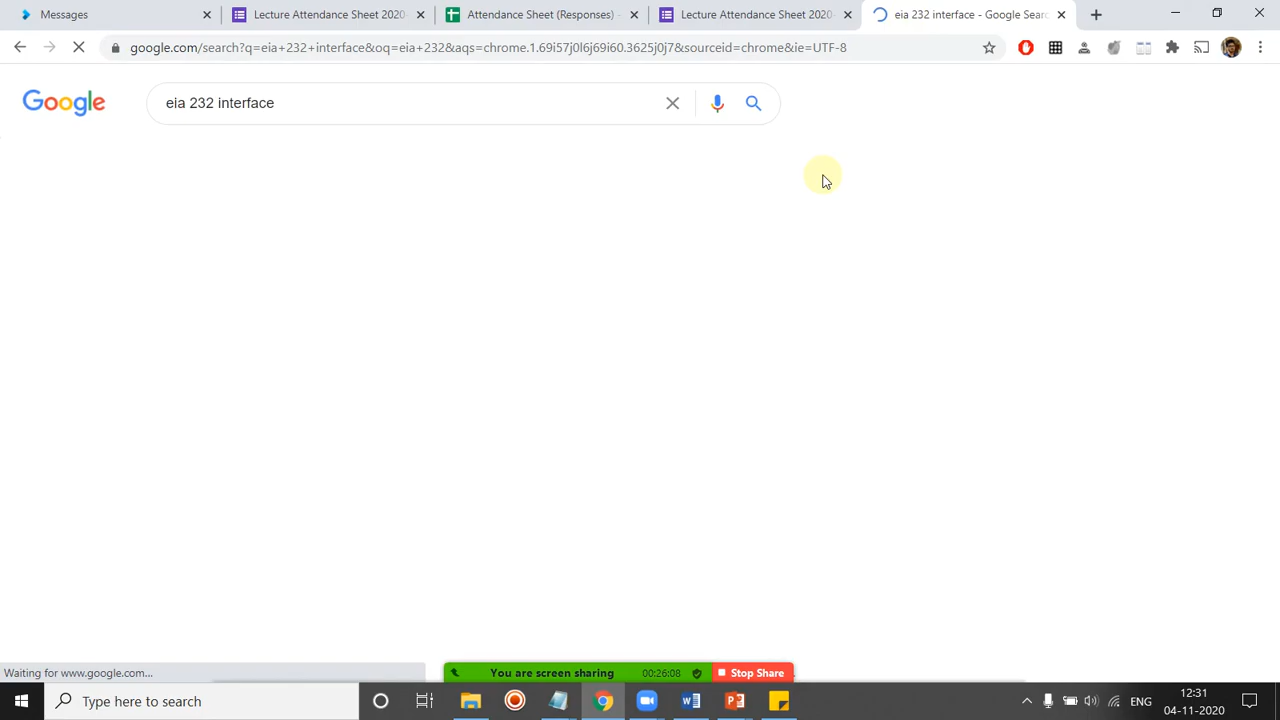 Messages
Lecture Attendance Sheet 2020-
Attendance Sheet (Responses) -
Lecture Attendance Sheet 2020-
eia 232 interface - Google Searc
google.com/search?q=eia+232+interface&oq=eia+232&aqs=chrome.1.69i57j0l6j69i60.3625j0j7&sourceid=chrome&ie=UTF-8
Google
eia 232 interface
Waiting for www.google.com...
You are screen sharing
00:26:08
Stop Share
Type here to search
ENG
12:31
04-11-2020